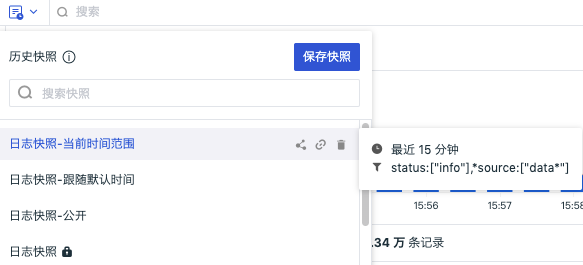 搜索
历史快照
保存快照
搜索快照
日志快照-当前时间范围
最近 15 分钟
status:["info"],*source:["data*"]
日志快照-跟随默认时间
15:56
15:57
15:58
日志快照-公开
.34 万 条记录
日志快照